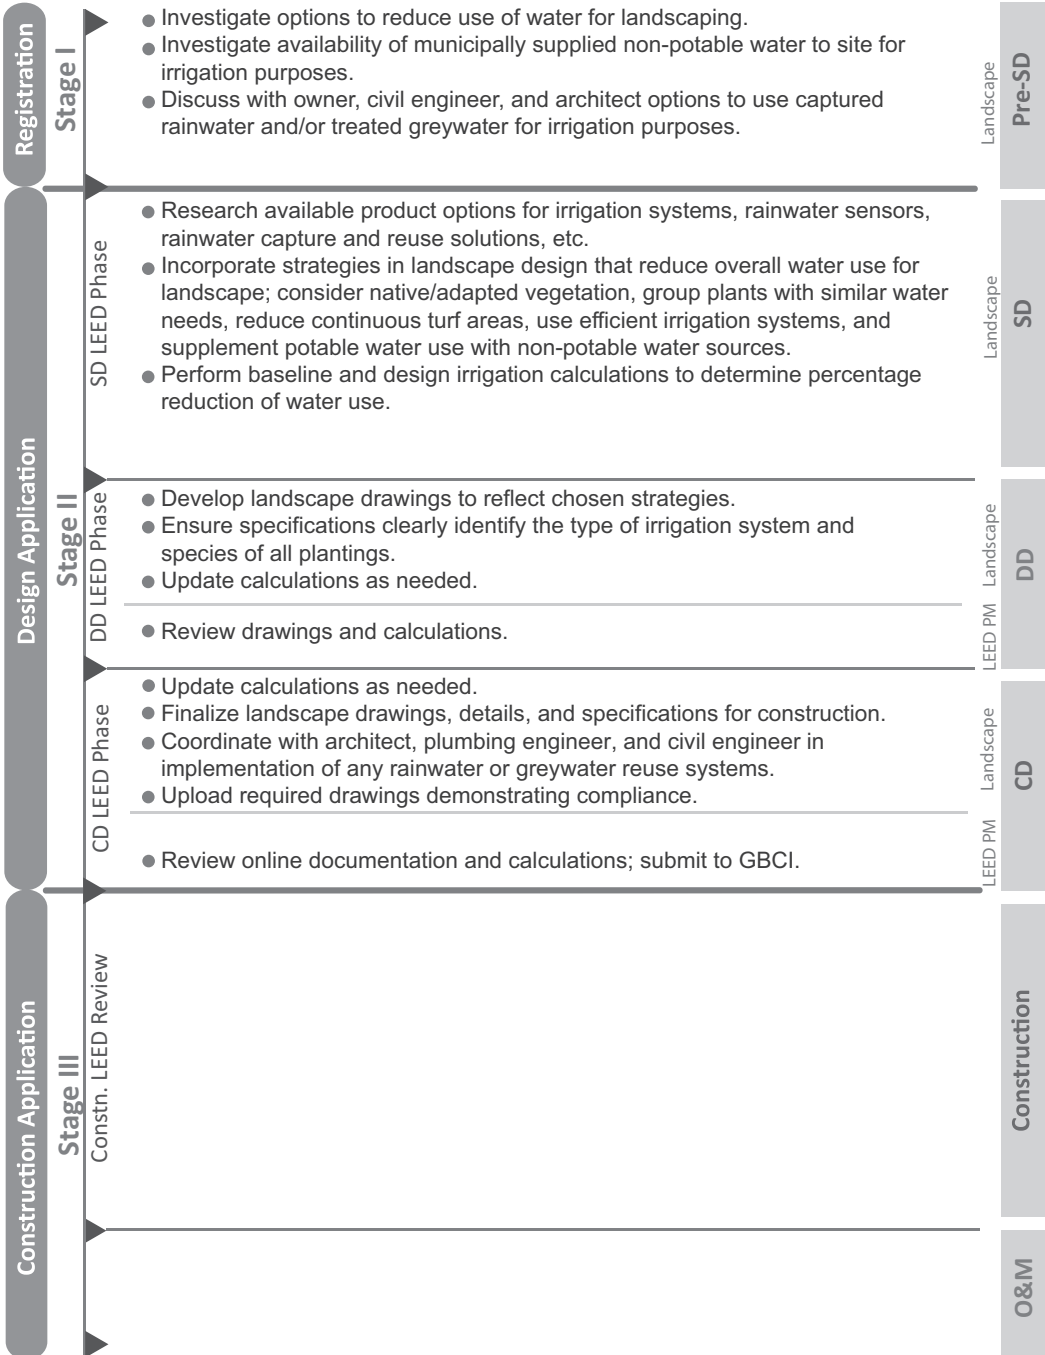 Registration
Stage I
● Investigate options to reduce use of water for landscaping.
● Investigate availability of municipally supplied non-potable water to site for
irrigation purposes.
● Discuss with owner, civil engineer, and architect options to use captured
rainwater and/or treated greywater for irrigation purposes.
Landscape
Pre-SD
Design Application
Stage II
SD LEED Phase
● Research available product options for irrigation systems, rainwater sensors,
rainwater capture and reuse solutions, etc.
● Incorporate strategies in landscape design that reduce overall water use for
landscape; consider native/adapted vegetation, group plants with similar water
needs, reduce continuous turf areas, use efficient irrigation systems, and
supplement potable water use with non-potable water sources.
● Perform baseline and design irrigation calculations to determine percentage
reduction of water use.
Landscape
SD
DD LEED Phase
● Develop landscape drawings to reflect chosen strategies.
● Ensure specifications clearly identify the type of irrigation system and
species of all plantings.
● Update calculations as needed.
Landscape
● Review drawings and calculations.
LEED PM
DD
CD LEED Phase
● Update calculations as needed.
● Finalize landscape drawings, details, and specifications for construction.
● Coordinate with architect, plumbing engineer, and civil engineer in
implementation of any rainwater or greywater reuse systems.
● Upload required drawings demonstrating compliance.
Landscape
● Review online documentation and calculations; submit to GBCI.
LEED PM
CD
Construction Application
Stage III
Constn. LEED Review
Construction
O&M